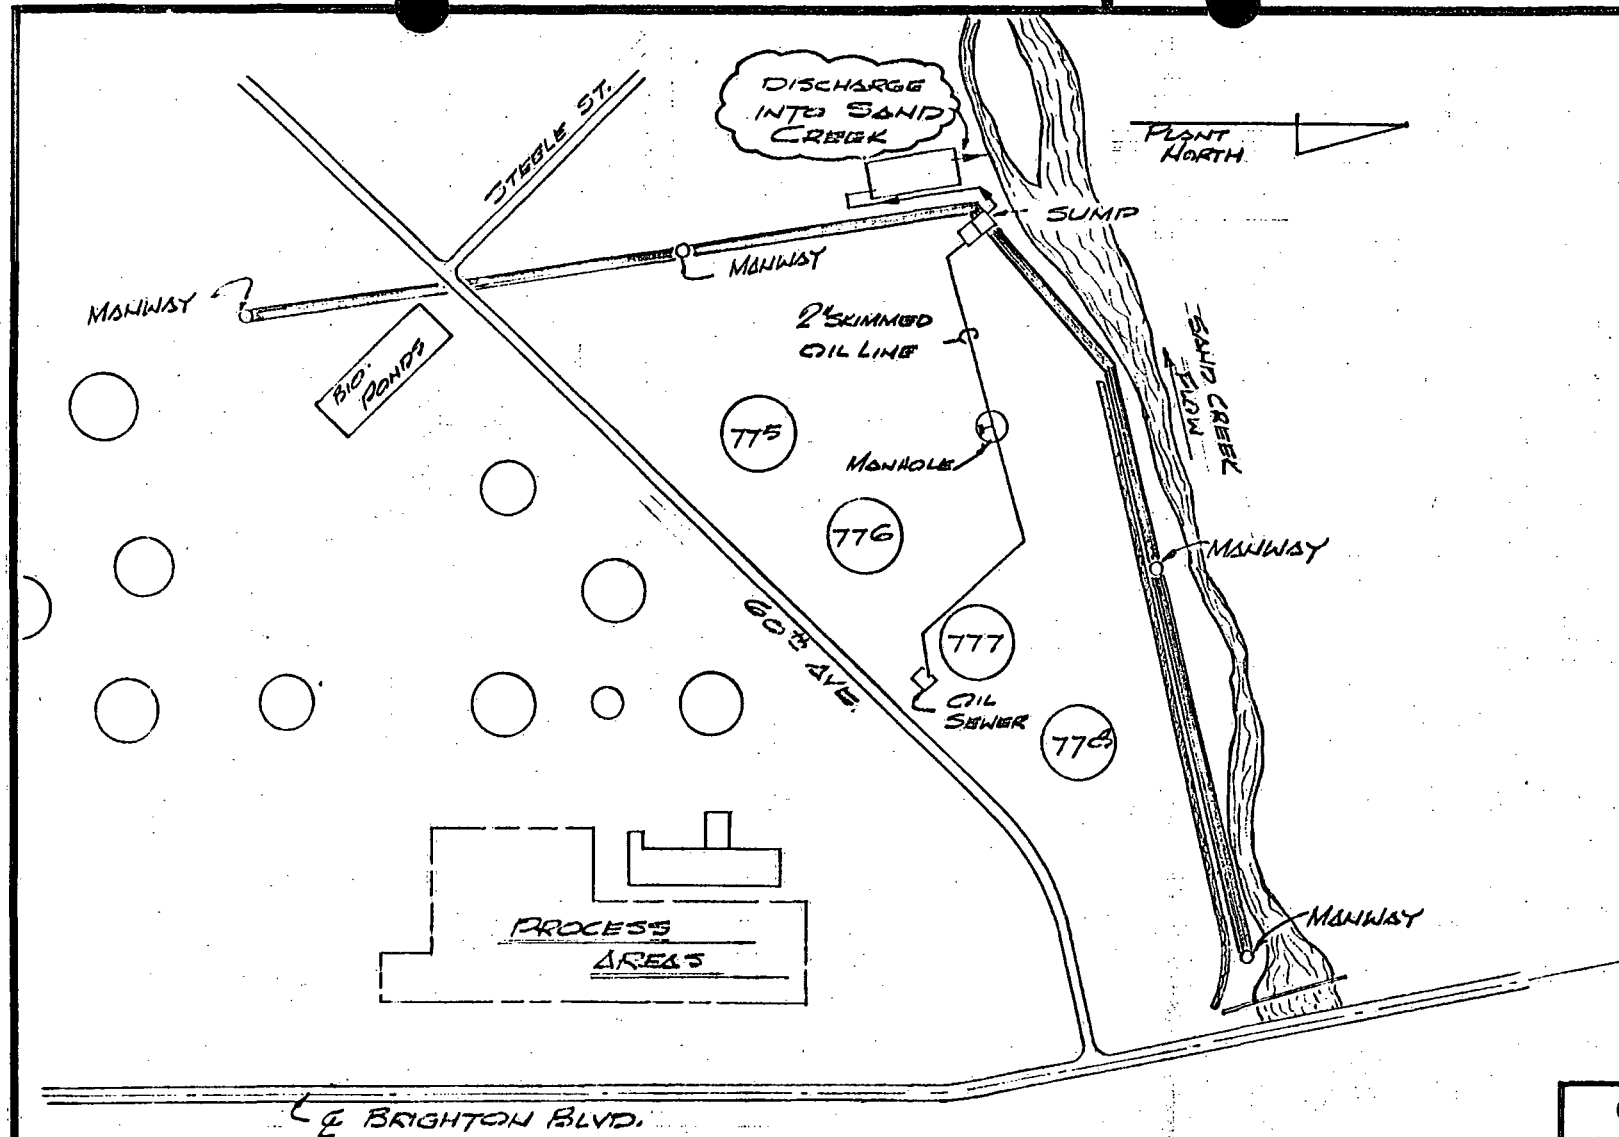 DISCHARGE
INTO SAND
CREEK
PLANT
NORTH
STEELE ST.
SUMP
MANWAY
MANWAY
2" SKIMMED
OIL LINE
SAND CREEK
FLOW
BIO.
PONDS
775
MANHOLE
776
MANWAY
60th AVE.
777
OIL
SEWER
778
PROCESS
AREAS
MANWAY
℄ BRIGHTON BLVD.